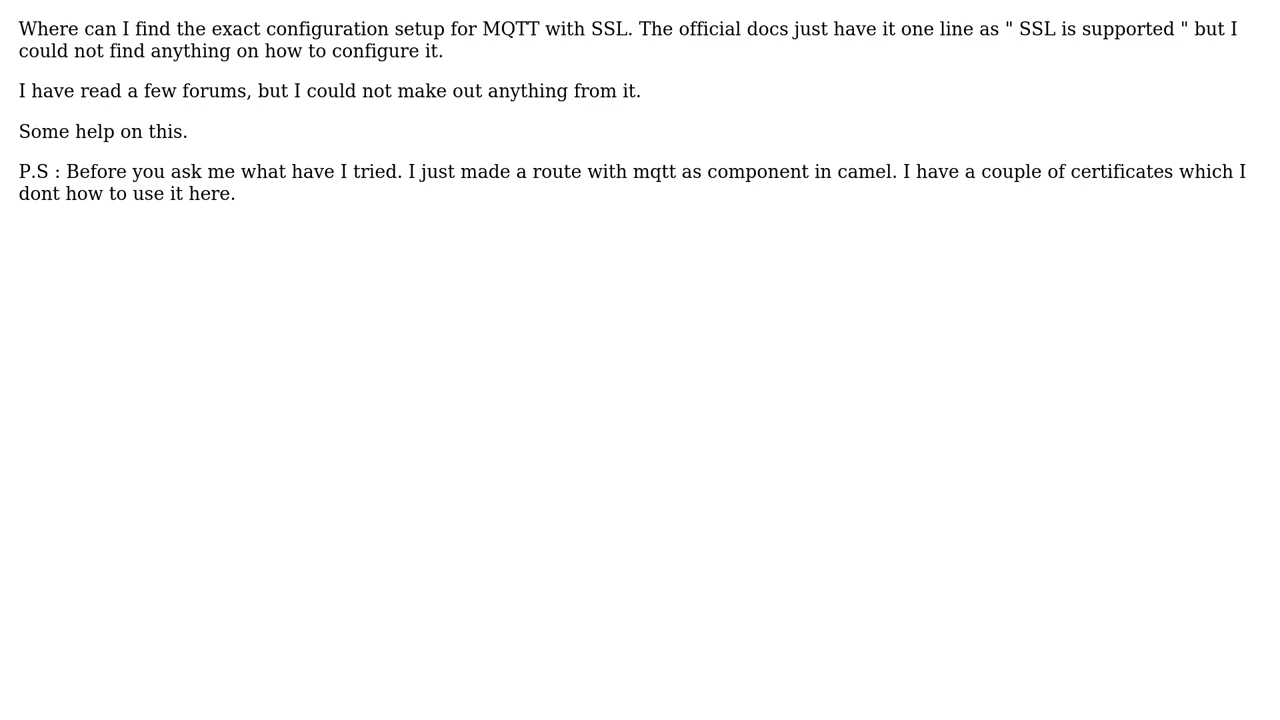 Where can I find the exact configuration setup for MQTT with SSL. The official docs just have it one line as " SSL is supported " but I
could not find anything on how to configure it.
I have read a few forums, but I could not make out anything from it.
Some help on this.
P.S : Before you ask me what have I tried. I just made a route with mqtt as component in camel. I have a couple of certificates which I
dont how to use it here.